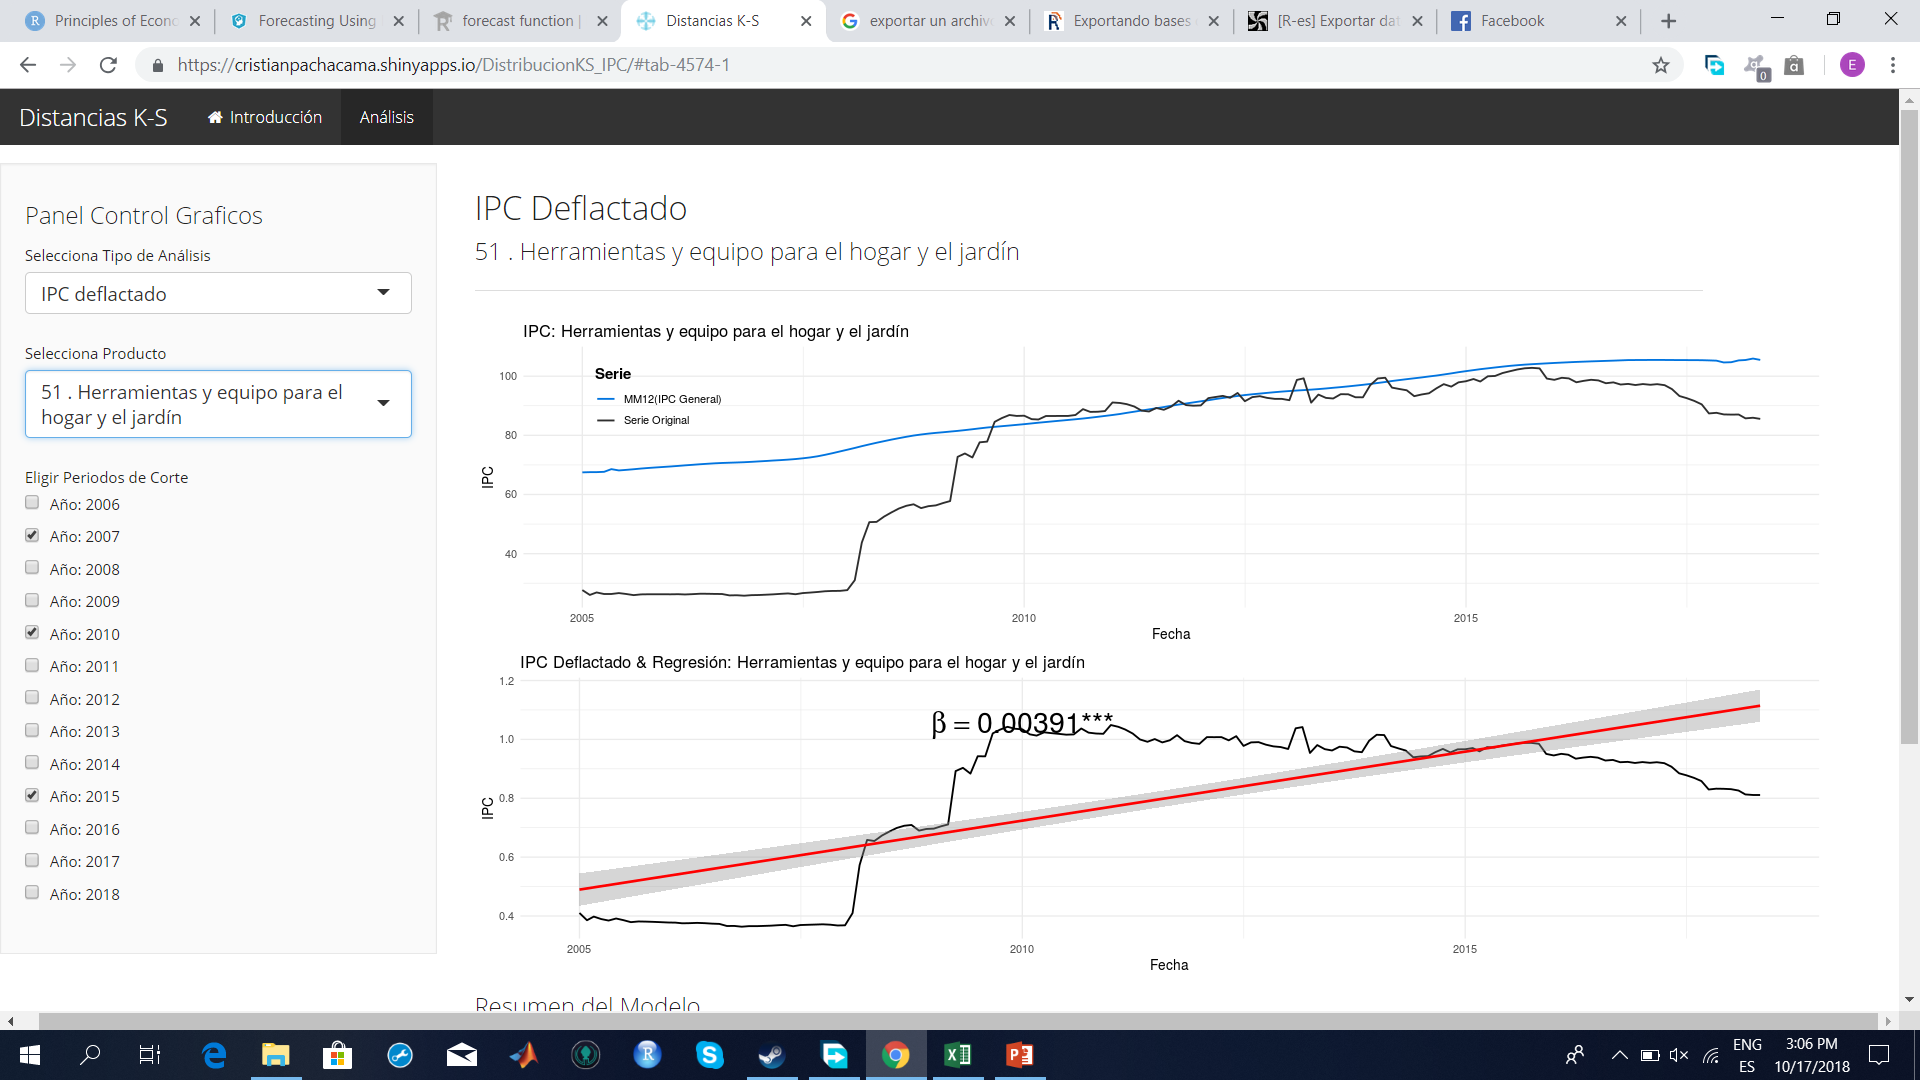 Principles of Econo
Forecasting Using
forecast function |
Distancias K-S
exportar un archiv
Exportando bases
[R-es] Exportar dat
Facebook
https://cristianpachacama.shinyapps.io/DistribucionKS_IPC/#tab-4574-1
0
E
Distancias K-S
Introducción
Análisis
Panel Control Graficos
Selecciona Tipo de Análisis
IPC deflactado
Selecciona Producto
51 . Herramientas y equipo para el
hogar y el jardín
Eligir Periodos de Corte
Año: 2006
Año: 2007
Año: 2008
Año: 2009
Año: 2010
Año: 2011
Año: 2012
Año: 2013
Año: 2014
Año: 2015
Año: 2016
Año: 2017
Año: 2018
IPC Deflactado
51 . Herramientas y equipo para el hogar y el jardín
IPC: Herramientas y equipo para el hogar y el jardín
Serie
MM12(IPC General)
Serie Original
100
80
60
40
IPC
2005
2010
2015
Fecha
IPC Deflactado & Regresión: Herramientas y equipo para el hogar y el jardín
β = 0.00391***
1.2
1.0
0.8
0.6
0.4
IPC
2005
2010
2015
Fecha
Resumen del Modelo
ENG
ES
3:06 PM
10/17/2018